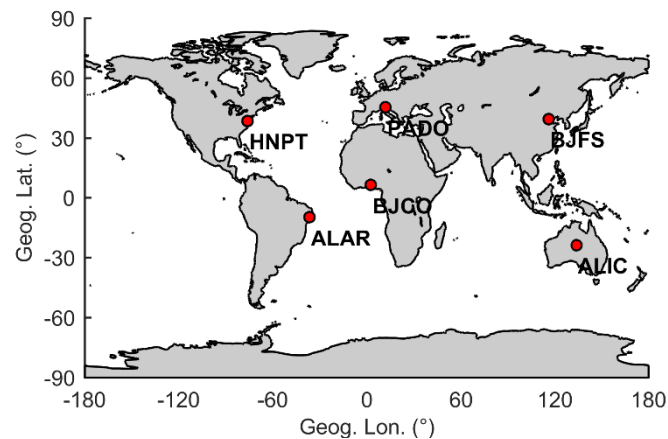 90
60
30
0
-30
-60
-90
Geog. Lat. (°)
HNPT
PADO
BJFS
BJCO
ALAR
ALIC
-180 -120 -60 0 60 120 180
Geog. Lon. (°)